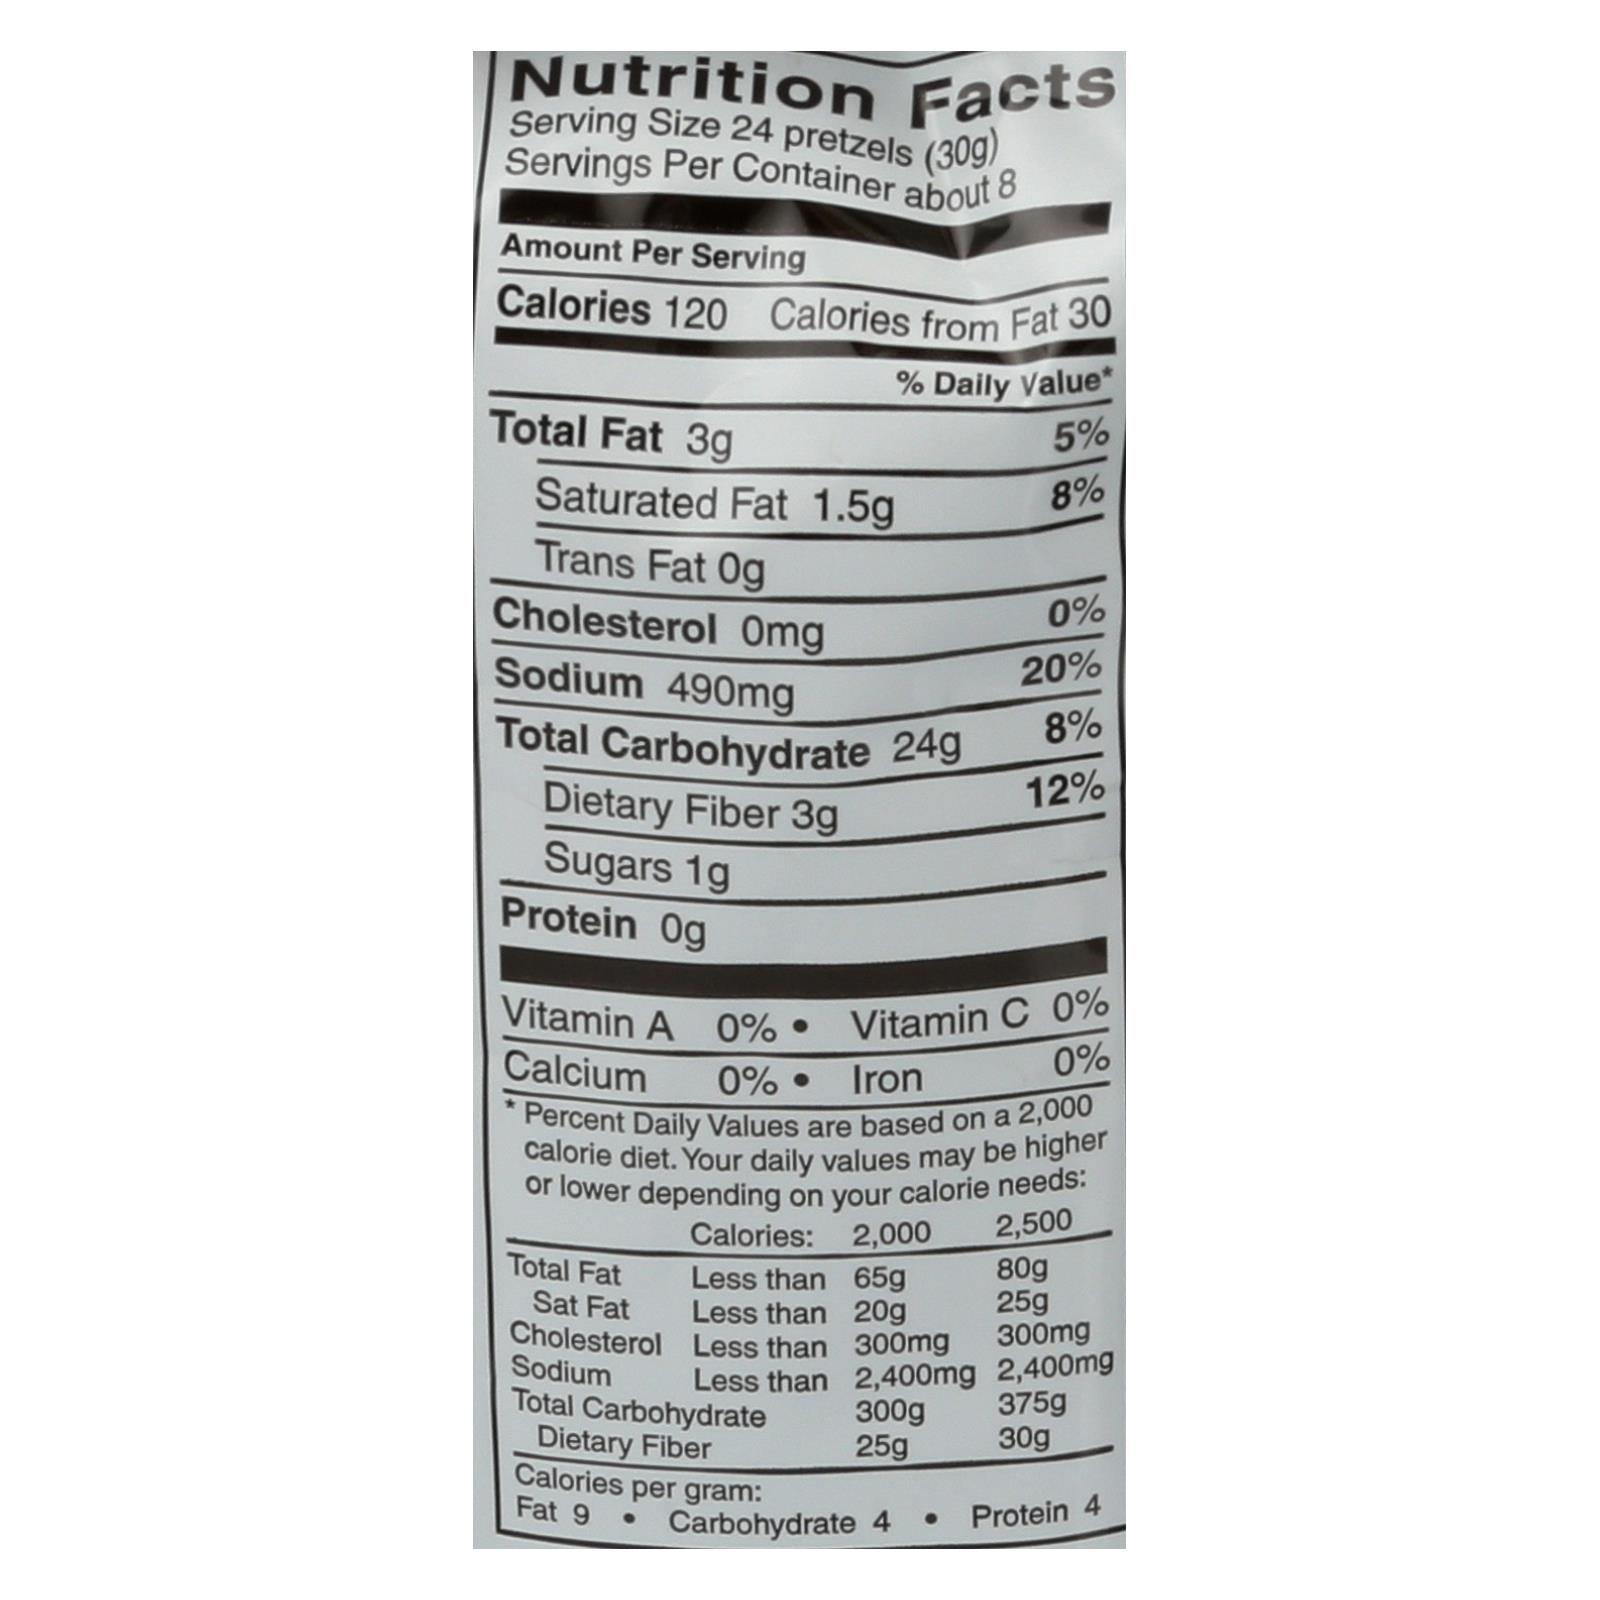 Nutrition Facts
Serving Size 24 pretzels (30g)
Servings Per Container about 8
Amount Per Serving
Calories 120 Calories from Fat 30
% Daily Value*
Total Fat 3g 5%
Saturated Fat 1.5g 8%
Trans Fat 0g
Cholesterol 0mg 0%
Sodium 490mg 20%
Total Carbohydrate 24g 8%
Dietary Fiber 3g 12%
Sugars 1g
Protein 0g
Vitamin A 0% • Vitamin C 0%
Calcium 0% • Iron 0%
* Percent Daily Values are based on a 2,000
calorie diet. Your daily values may be higher
or lower depending on your calorie needs:
Calories: 2,000 2,500
Total Fat Less than 65g 80g
Sat Fat Less than 20g 25g
Cholesterol Less than 300mg 300mg
Sodium Less than 2,400mg 2,400mg
Total Carbohydrate 300g 375g
Dietary Fiber 25g 30g
Calories per gram:
Fat 9 • Carbohydrate 4 • Protein 4